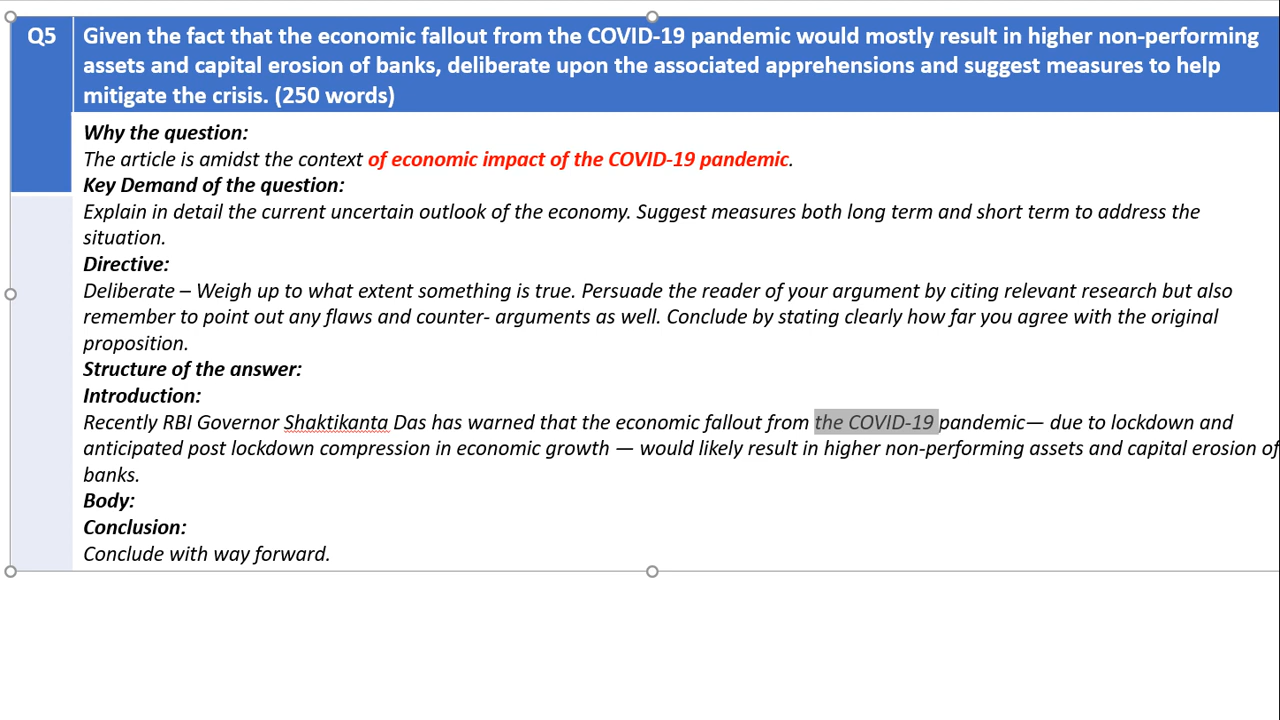 Q5
Given the fact that the economic fallout from the COVID-19 pandemic would mostly result in higher non-performing
assets and capital erosion of banks, deliberate upon the associated apprehensions and suggest measures to help
mitigate the crisis. (250 words)
Why the question:
The article is amidst the context of economic impact of the COVID-19 pandemic.
Key Demand of the question:
Explain in detail the current uncertain outlook of the economy. Suggest measures both long term and short term to address the
situation.
Directive:
Deliberate – Weigh up to what extent something is true. Persuade the reader of your argument by citing relevant research but also
remember to point out any flaws and counter- arguments as well. Conclude by stating clearly how far you agree with the original
proposition.
Structure of the answer:
Introduction:
Recently RBI Governor Shaktikanta Das has warned that the economic fallout from the COVID-19 pandemic— due to lockdown and
anticipated post lockdown compression in economic growth — would likely result in higher non-performing assets and capital erosion of
banks.
Body:
Conclusion:
Conclude with way forward.